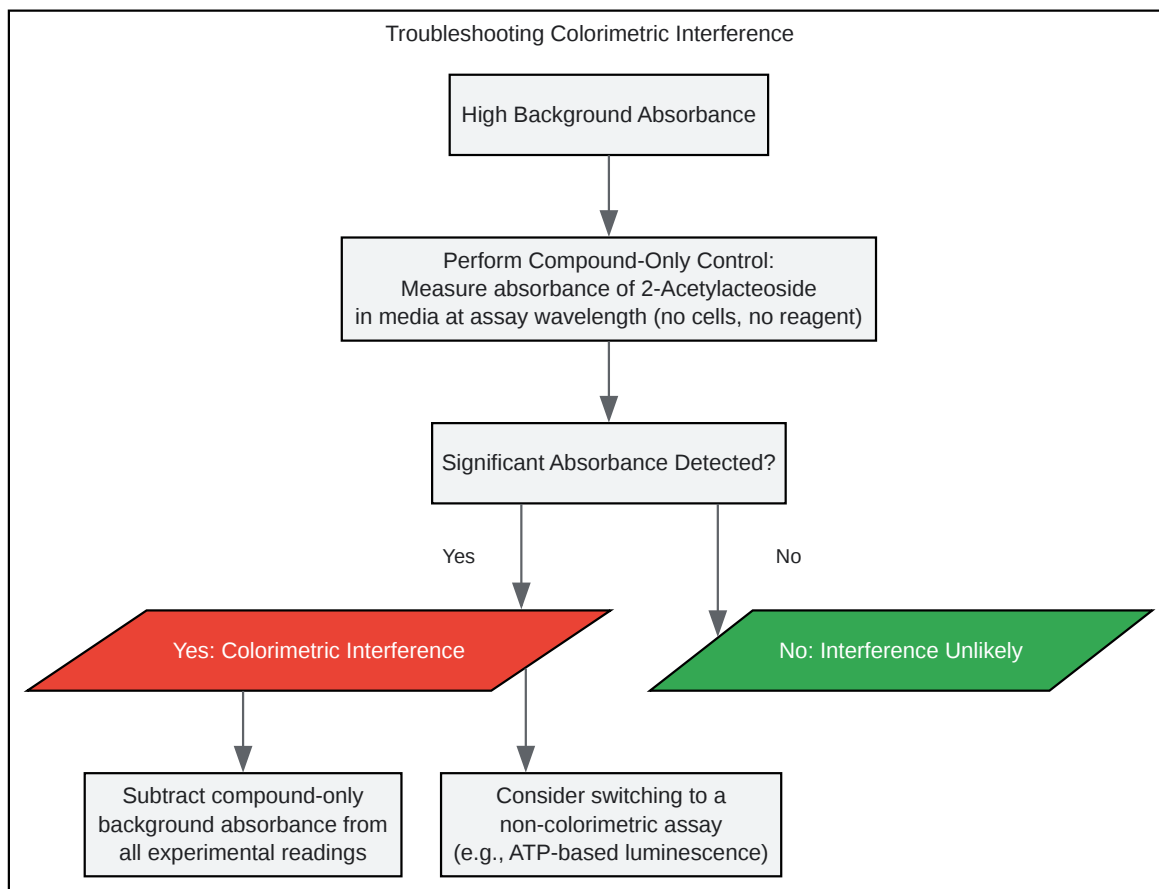 Troubleshooting Colorimetric Interference
High Background Absorbance
Perform Compound-Only Control:
Measure absorbance of 2-Acetylacteoside
in media at assay wavelength (no cells, no reagent)
Significant Absorbance Detected?
Yes
No
Yes: Colorimetric Interference
No: Interference Unlikely
Subtract compound-only
background absorbance from
all experimental readings
Consider switching to a
non-colorimetric assay
(e.g., ATP-based luminescence)